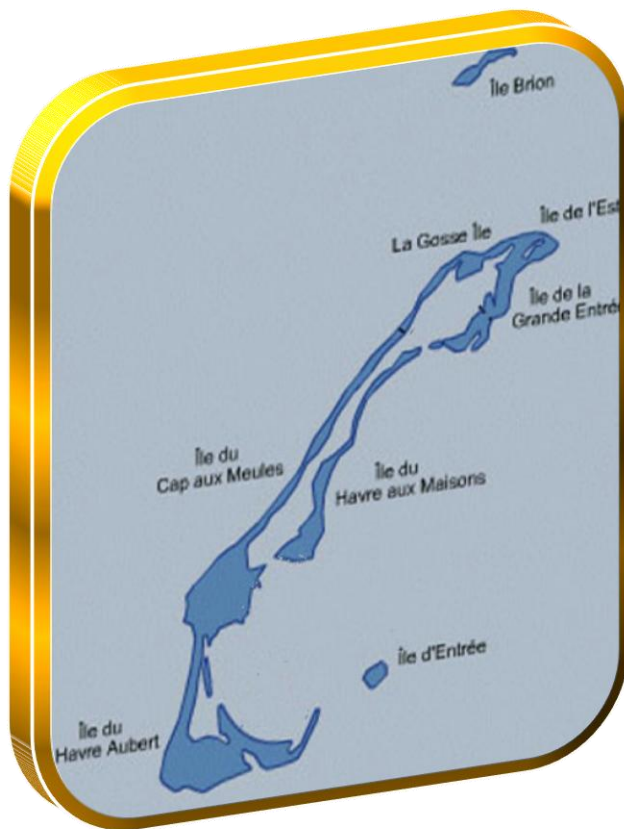 Île Brion
Île de l'Est
La Gosse Île
Île de la
Grande Entrée
Île du
Cap aux Meules
Île du
Havre aux Maisons
Île d'Entrée
Île du
Havre Aubert